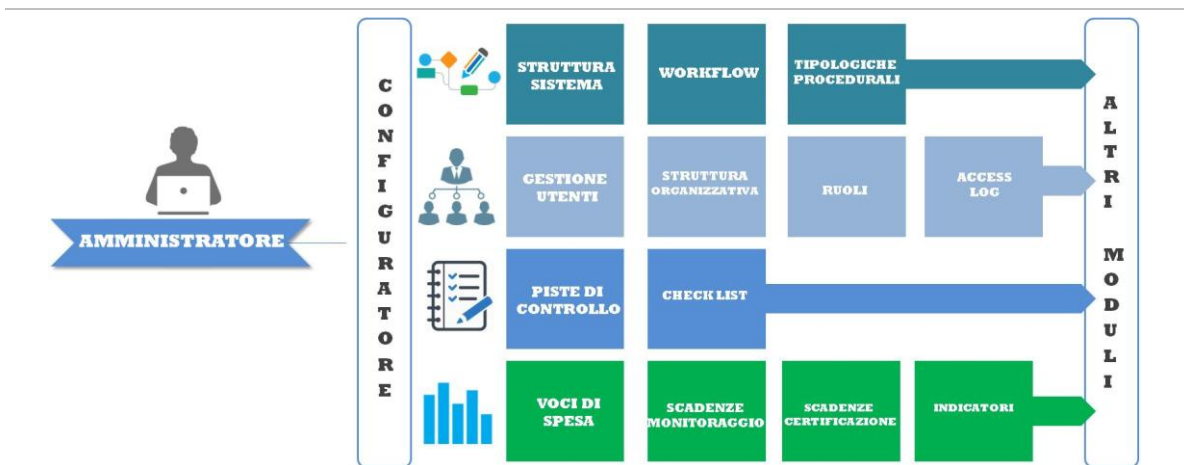 AMMINISTRATORE
CONFIGURATORE
STRUTTURA
SISTEMA
WORKFLOW
TIPOLOGICHE
PROCEDURALI
GESTIONE
UTENTI
STRUTTURA
ORGANIZZATIVA
RUOLI
ACCESS
LOG
PISTE DI
CONTROLLO
CHECK LIST
VOCI DI
SPESA
SCADENZE
MONITORAGGIO
SCADENZE
CERTIFICAZIONE
INDICATORI
ALTRI MODULI